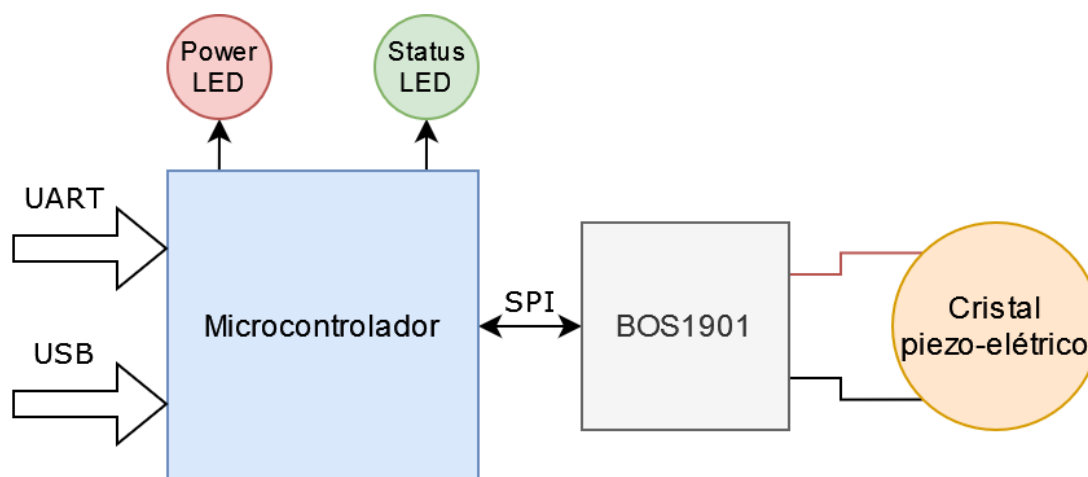 Power
LED
Status
LED
UART
USB
Microcontrolador
SPI
BOS1901
Cristal
piezo-elétrico